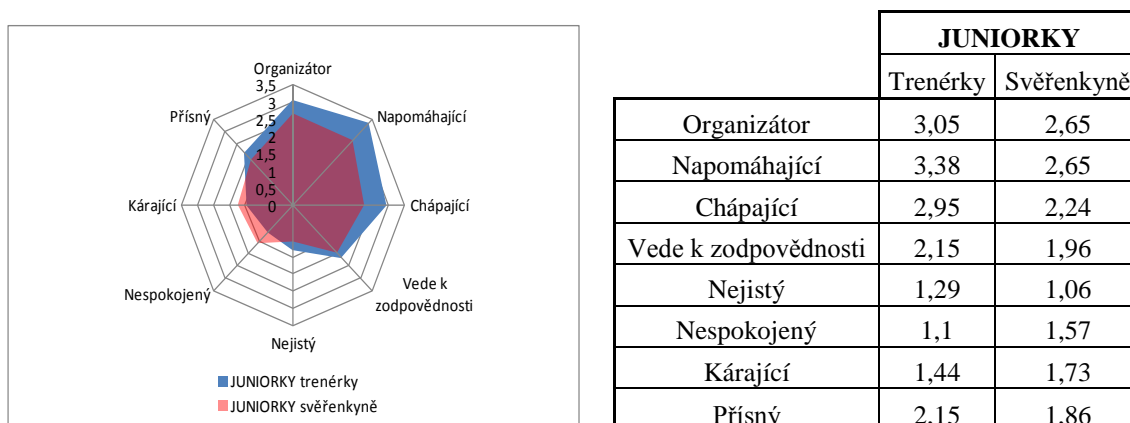 Organizátor
3,5
3
2,5
2
1,5
1
0,5
0
Napomáhající
Chápající
Vede k
zodpovědnosti
Nejistý
Nespokojený
Kárající
Přísný
JUNIORKY trenérky
JUNIORKY svěřenkyně
JUNIORKY
Trenérky Svěřenkyně
Organizátor 3,05 2,65
Napomáhající 3,38 2,65
Chápající 2,95 2,24
Vede k zodpovědnosti 2,15 1,96
Nejistý 1,29 1,06
Nespokojený 1,1 1,57
Kárající 1,44 1,73
Přísný 2,15 1,86